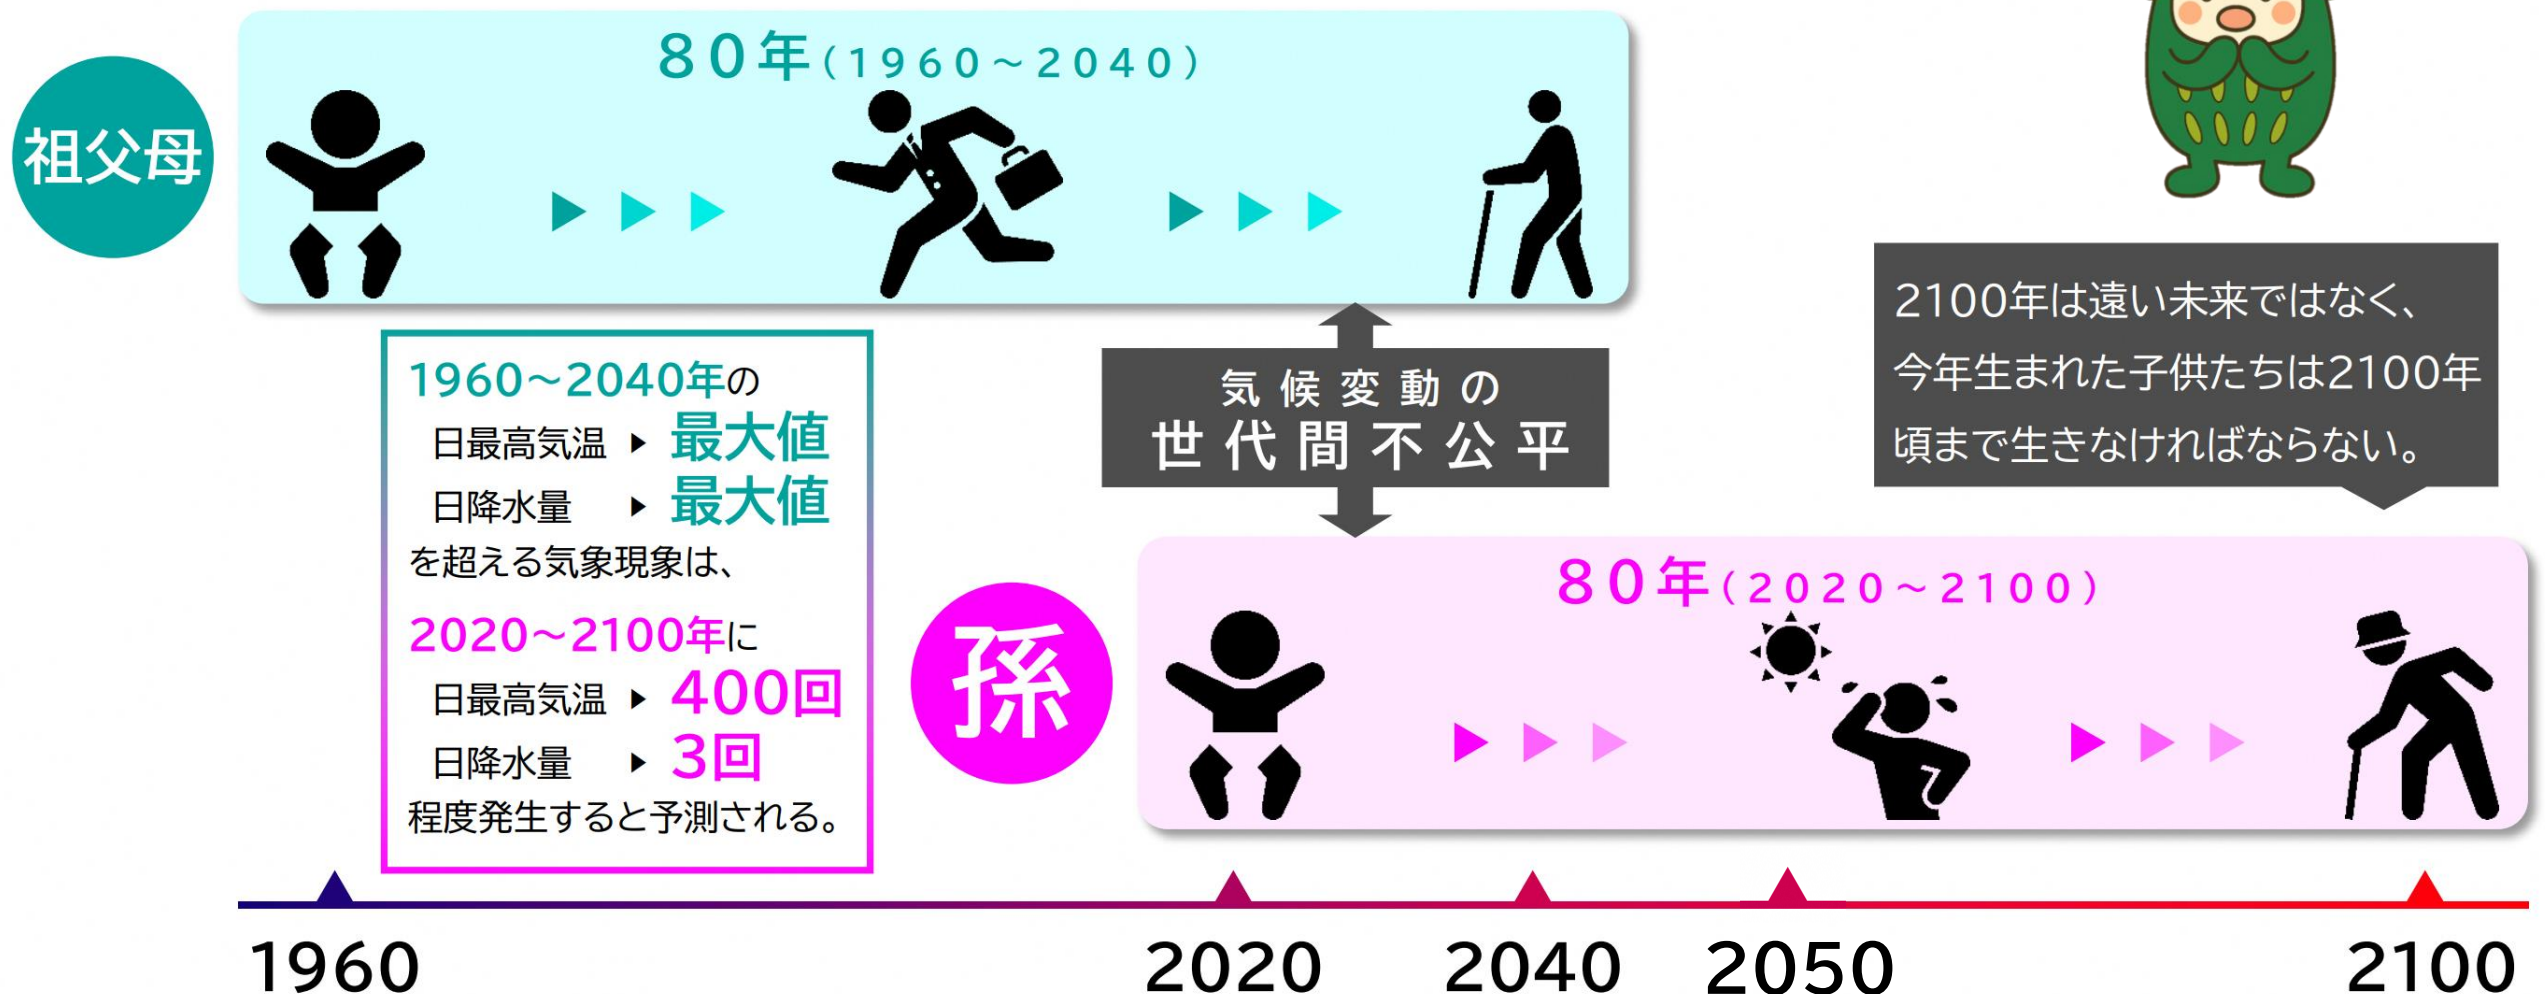 祖父母
80年(1960～2040)
1960～2040年の
日最高気温 ▶ 最大値
日降水量 ▶ 最大値
を超える気象現象は、
2020～2100年に
日最高気温 ▶ 400回
日降水量 ▶ 3回
程度発生すると予測される。
気候変動の
世代間不公平
2100年は遠い未来ではなく、
今年生まれた子供たちは2100年
頃まで生きなければならない。
孫
80年(2020～2100)
1960
2020
2040
2050
2100